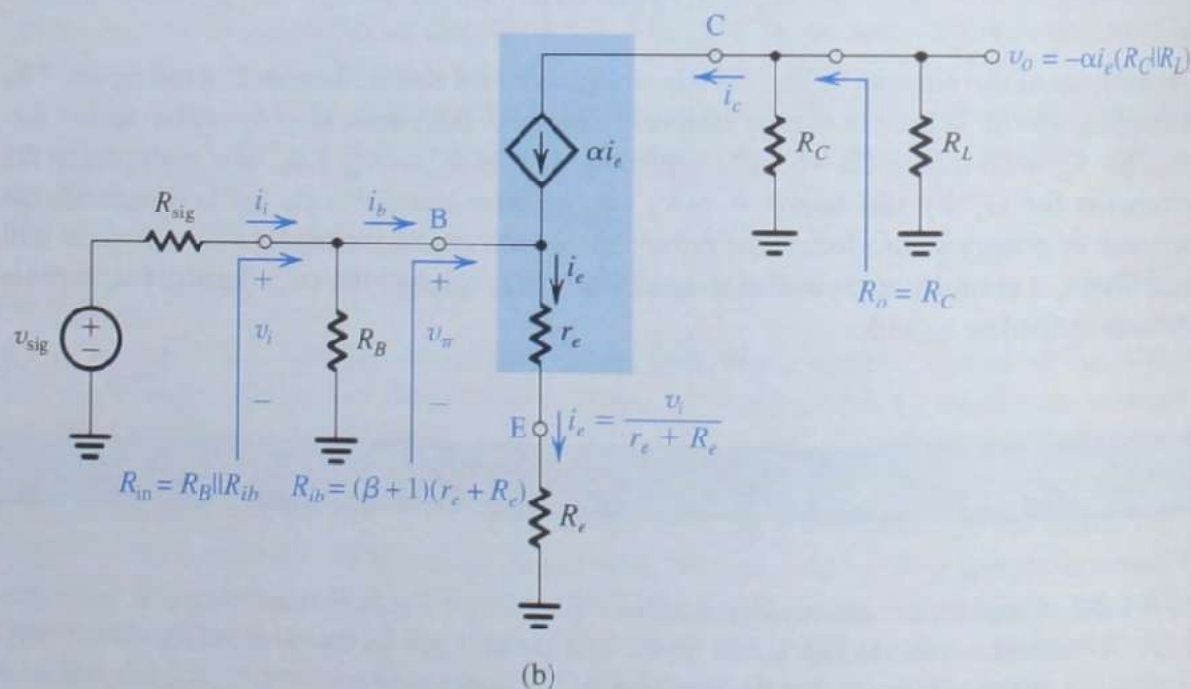 C
v_o = −αi_e(R_C||R_L)
i_c
αi_e
R_C
R_L
R_sig
i_i
i_b
B
i_e
R_o = R_C
+
+
v_sig
+
−
v_i
R_B
v_π
r_e
−
−
E
i_e = v_i / (r_e + R_e)
R_in = R_B||R_ib
R_ib = (β + 1)(r_e + R_e)
R_e
(b)